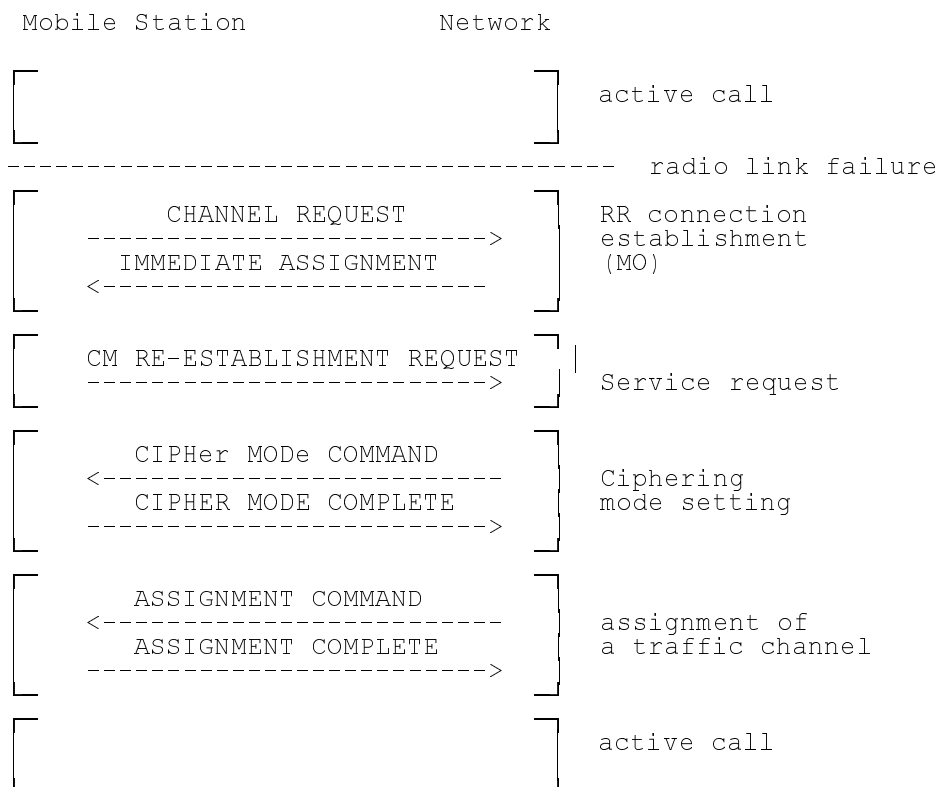 Mobile Station Network
active call
radio link failure
CHANNEL REQUEST RR connection
-------------------------> establishment
IMMEDIATE ASSIGNMENT (MO)
<------------------------
CM RE-ESTABLISHMENT REQUEST |
-------------------------> Service request
CIPHer MODe COMMAND
<------------------------- Ciphering
CIPHER MODE COMPLETE mode setting
------------------------->
ASSIGNMENT COMMAND
<------------------------- assignment of
ASSIGNMENT COMPLETE a traffic channel
------------------------->
active call